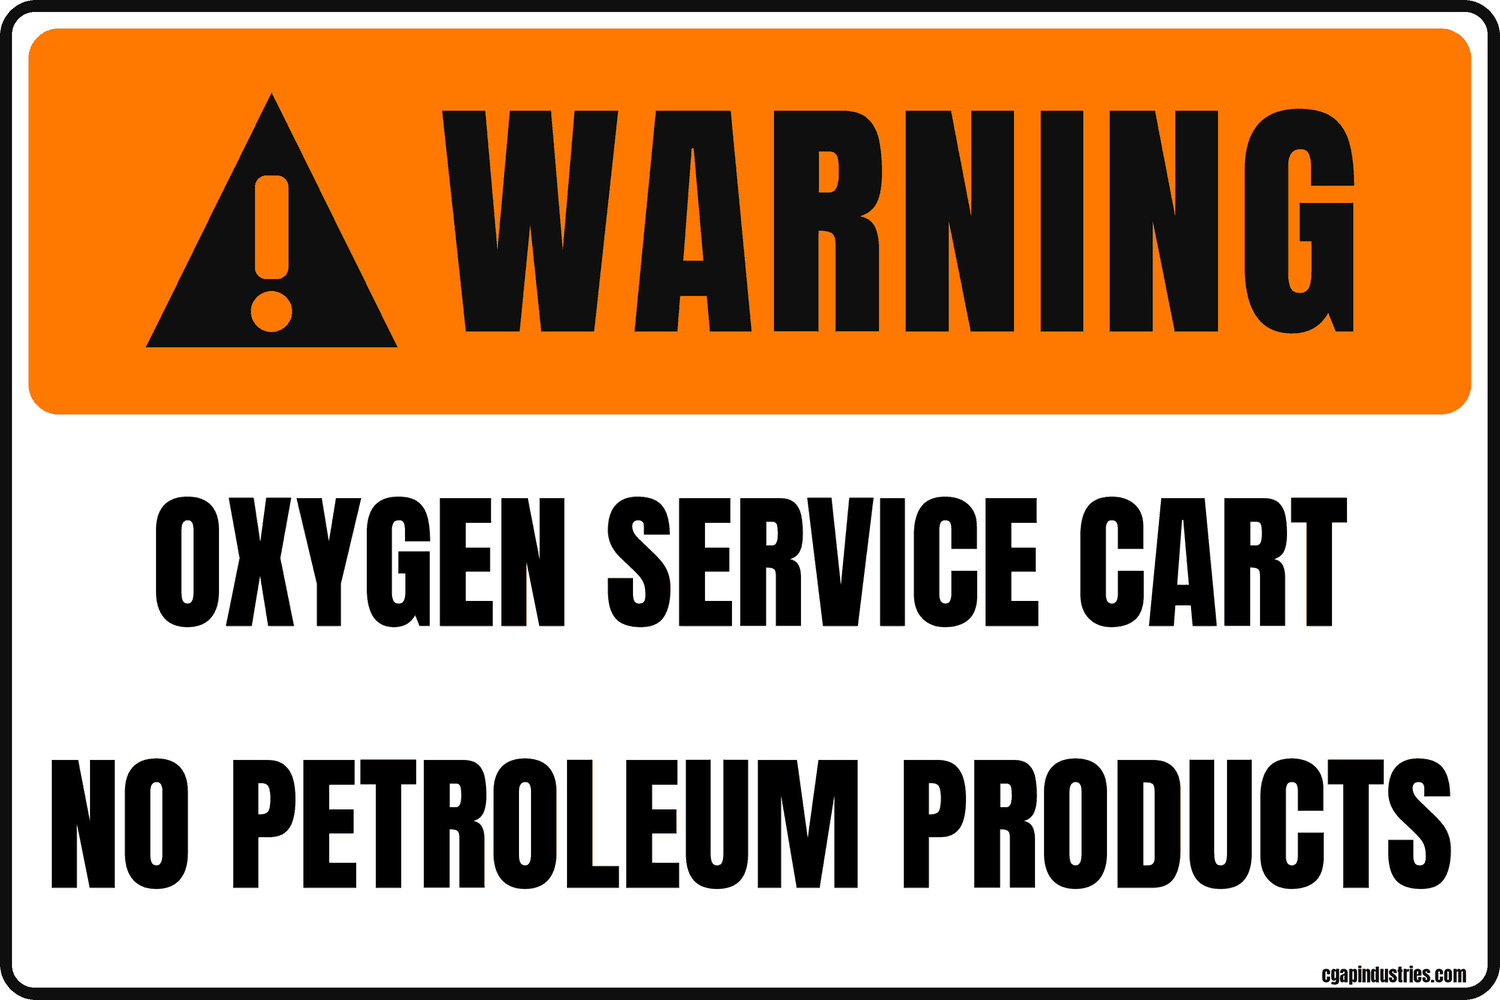 WARNING
OXYGEN SERVICE CART
NO PETROLEUM PRODUCTS
cgapindustries.com